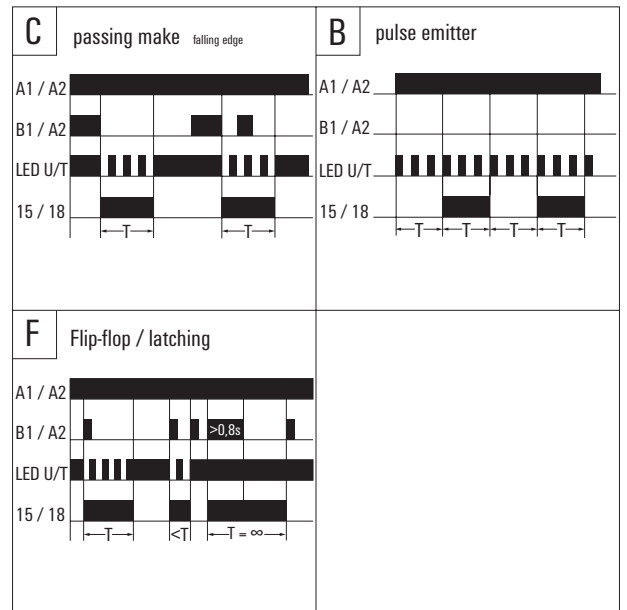 C passing make falling edge
A1 / A2
B1 / A2
LED U/T
15 / 18
T T
B pulse emitter
A1 / A2
B1 / A2
LED U/T
15 / 18
T T T T
F Flip-flop / latching
A1 / A2
B1 / A2 >0,8s
LED U/T
15 / 18
T <T T = ∞